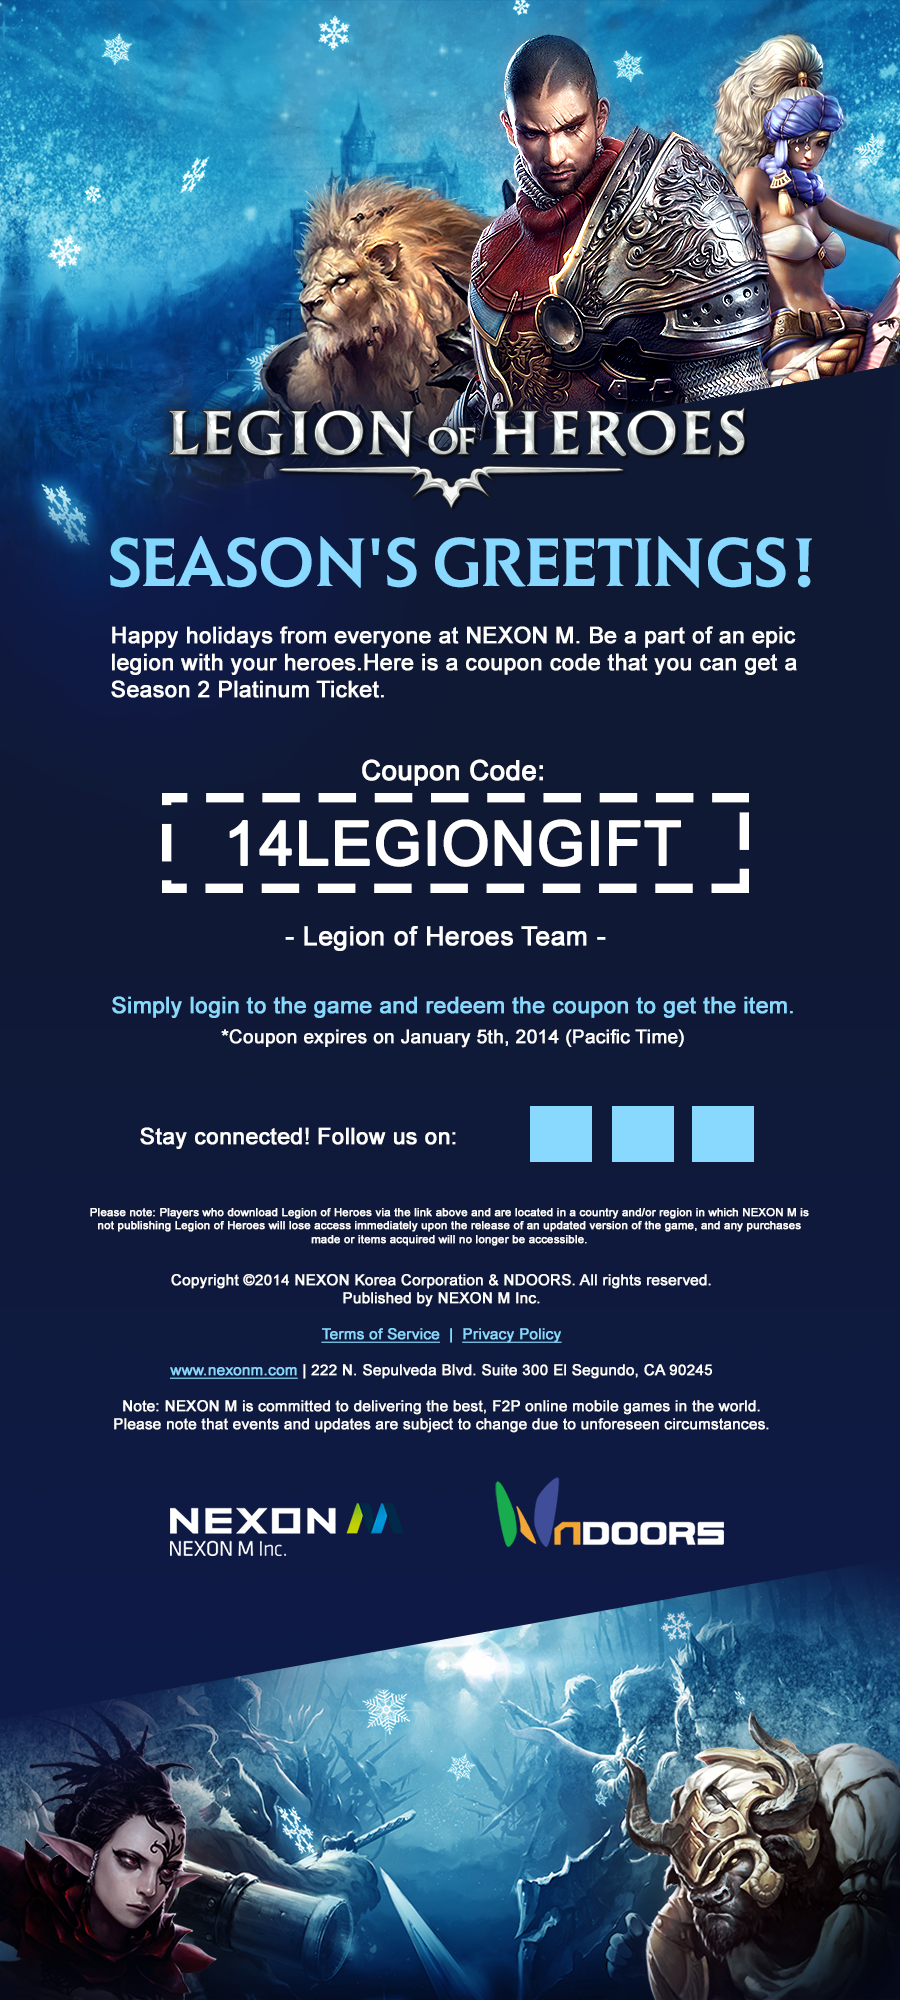 LEGION OF HEROES
SEASON'S GREETINGS!
Happy holidays from everyone at NEXON M. Be a part of an epic
legion with your heroes.Here is a coupon code that you can get a
Season 2 Platinum Ticket.
Coupon Code:
14LEGIONGIFT
- Legion of Heroes Team -
Simply login to the game and redeem the coupon to get the item.
*Coupon expires on January 5th, 2014 (Pacific Time)
Stay connected! Follow us on:
Please note: Players who download Legion of Heroes via the link above and are located in a country and/or region in which NEXON M is
not publishing Legion of Heroes will lose access immediately upon the release of an updated version of the game, and any purchases
made or items acquired will no longer be accessible.
Copyright ©2014 NEXON Korea Corporation & NDOORS. All rights reserved.
Published by NEXON M Inc.
Terms of Service | Privacy Policy
www.nexonm.com | 222 N. Sepulveda Blvd. Suite 300 El Segundo, CA 90245
Note: NEXON M is committed to delivering the best, F2P online mobile games in the world.
Please note that events and updates are subject to change due to unforeseen circumstances.
NEXON M
NEXON M Inc.
nDOORS